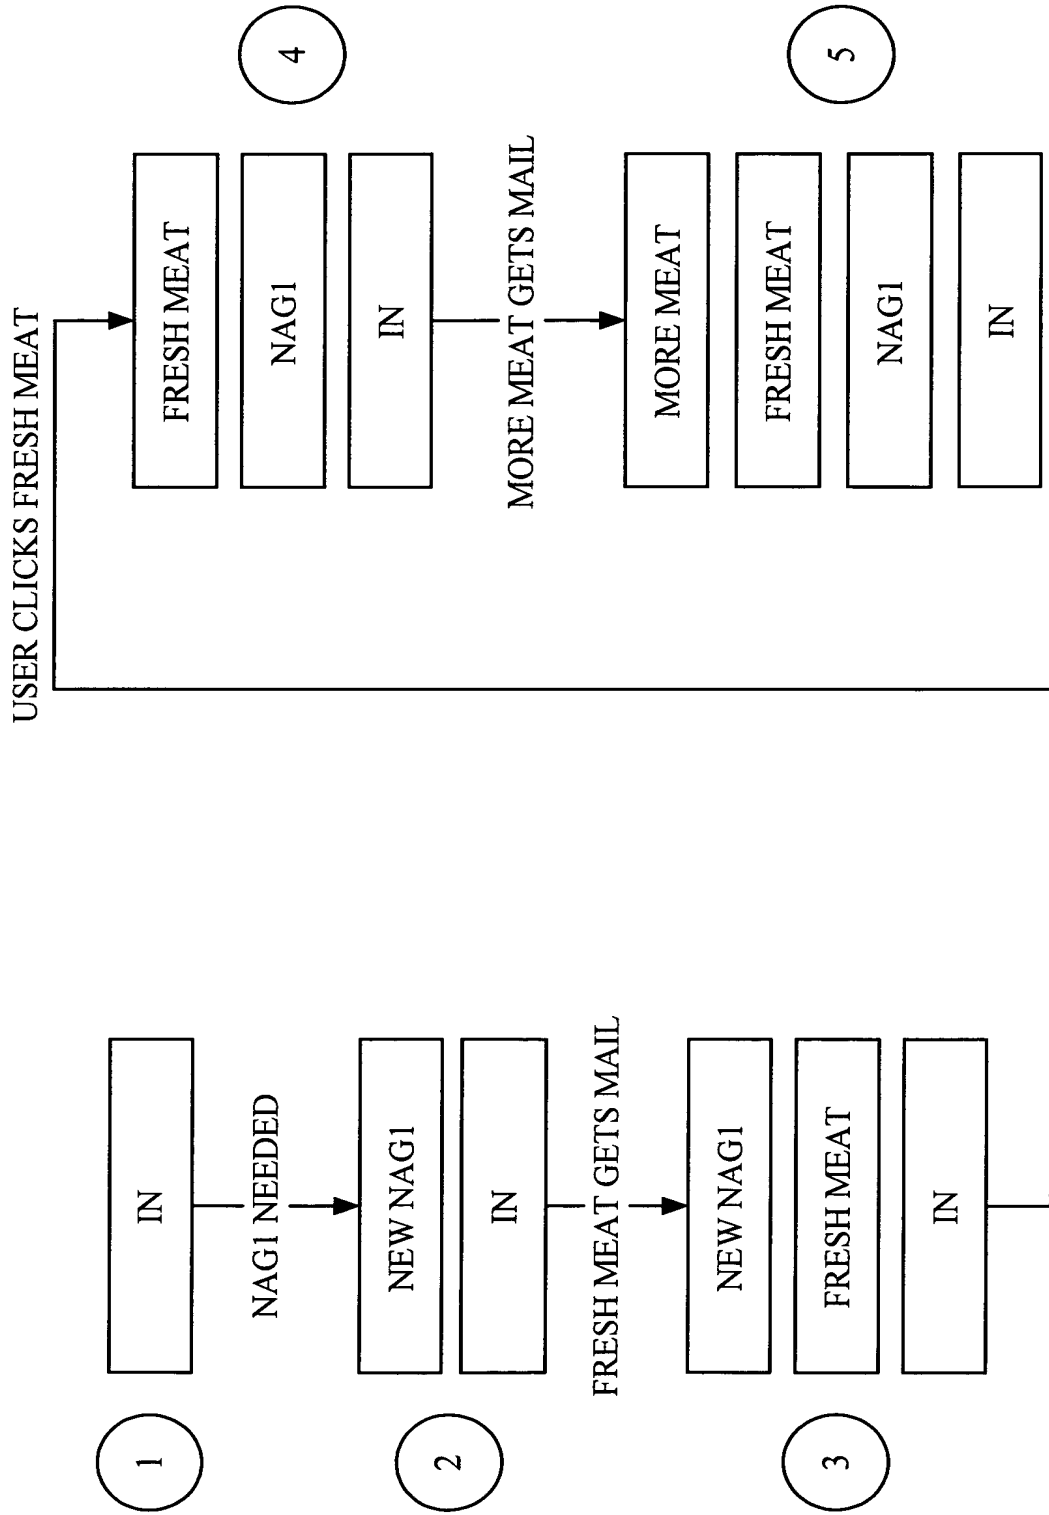 1
IN
NAG1 NEEDED
2
NEW NAG1
IN
FRESH MEAT GETS MAIL
3
NEW NAG1
FRESH MEAT
IN
USER CLICKS FRESH MEAT
FRESH MEAT
4
NAG1
IN
MORE MEAT GETS MAIL
MORE MEAT
5
FRESH MEAT
NAG1
IN